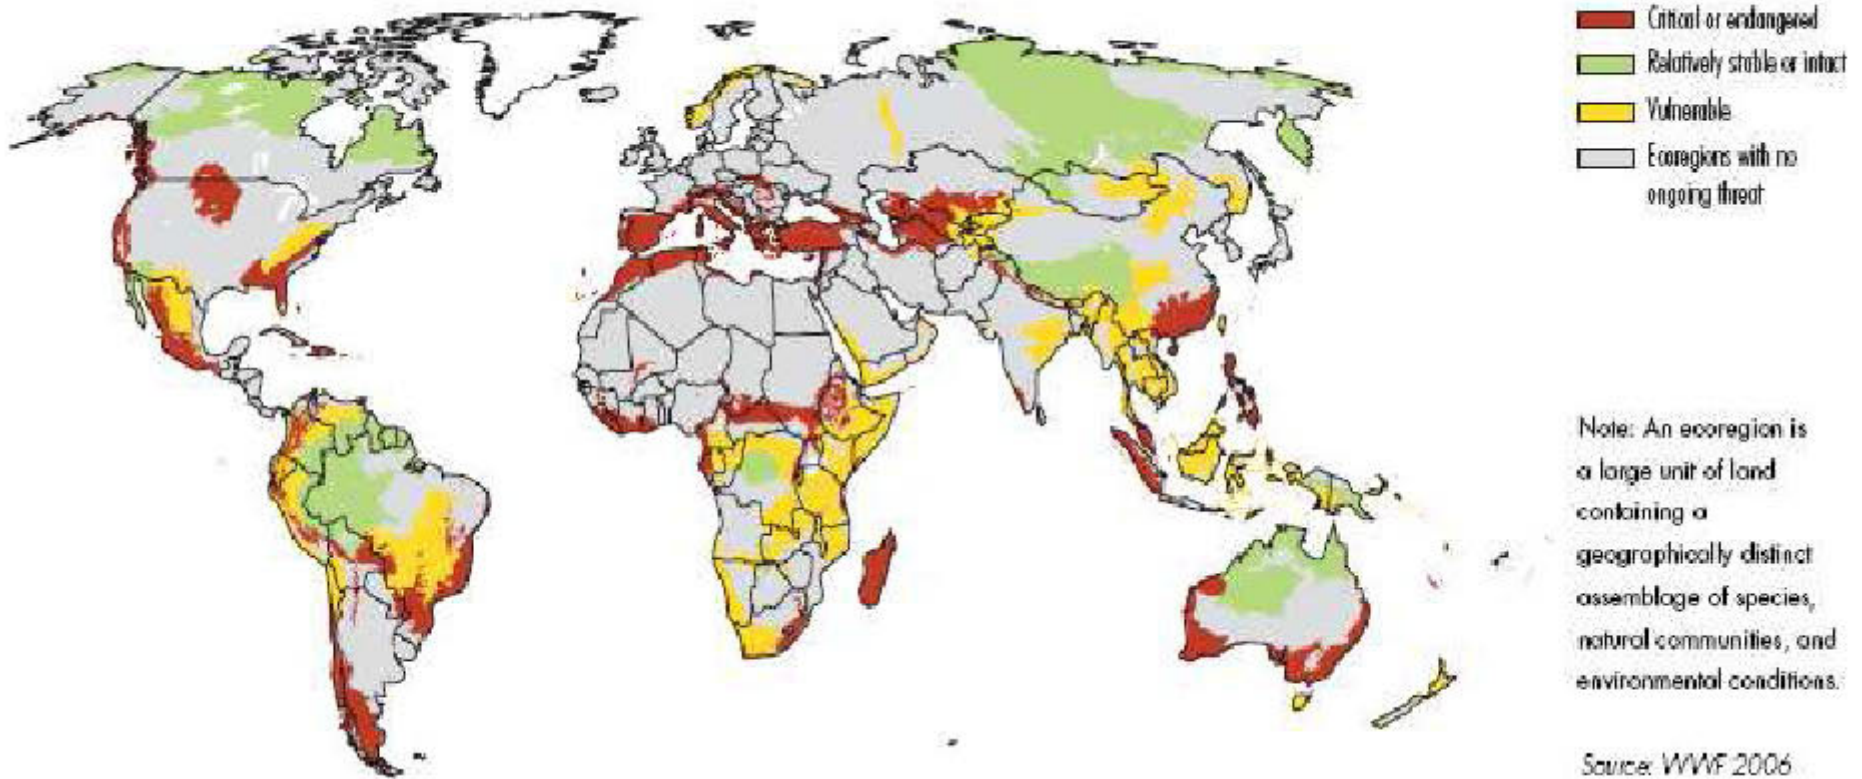 Critical or endangered
Relatively stable or intact
Vulnerable
Ecoregions with no
ongoing threat
Note: An ecoregion is
a large unit of land
containing a
geographically distinct
assemblage of species,
natural communities, and
environmental conditions.
Source: WWF 2006